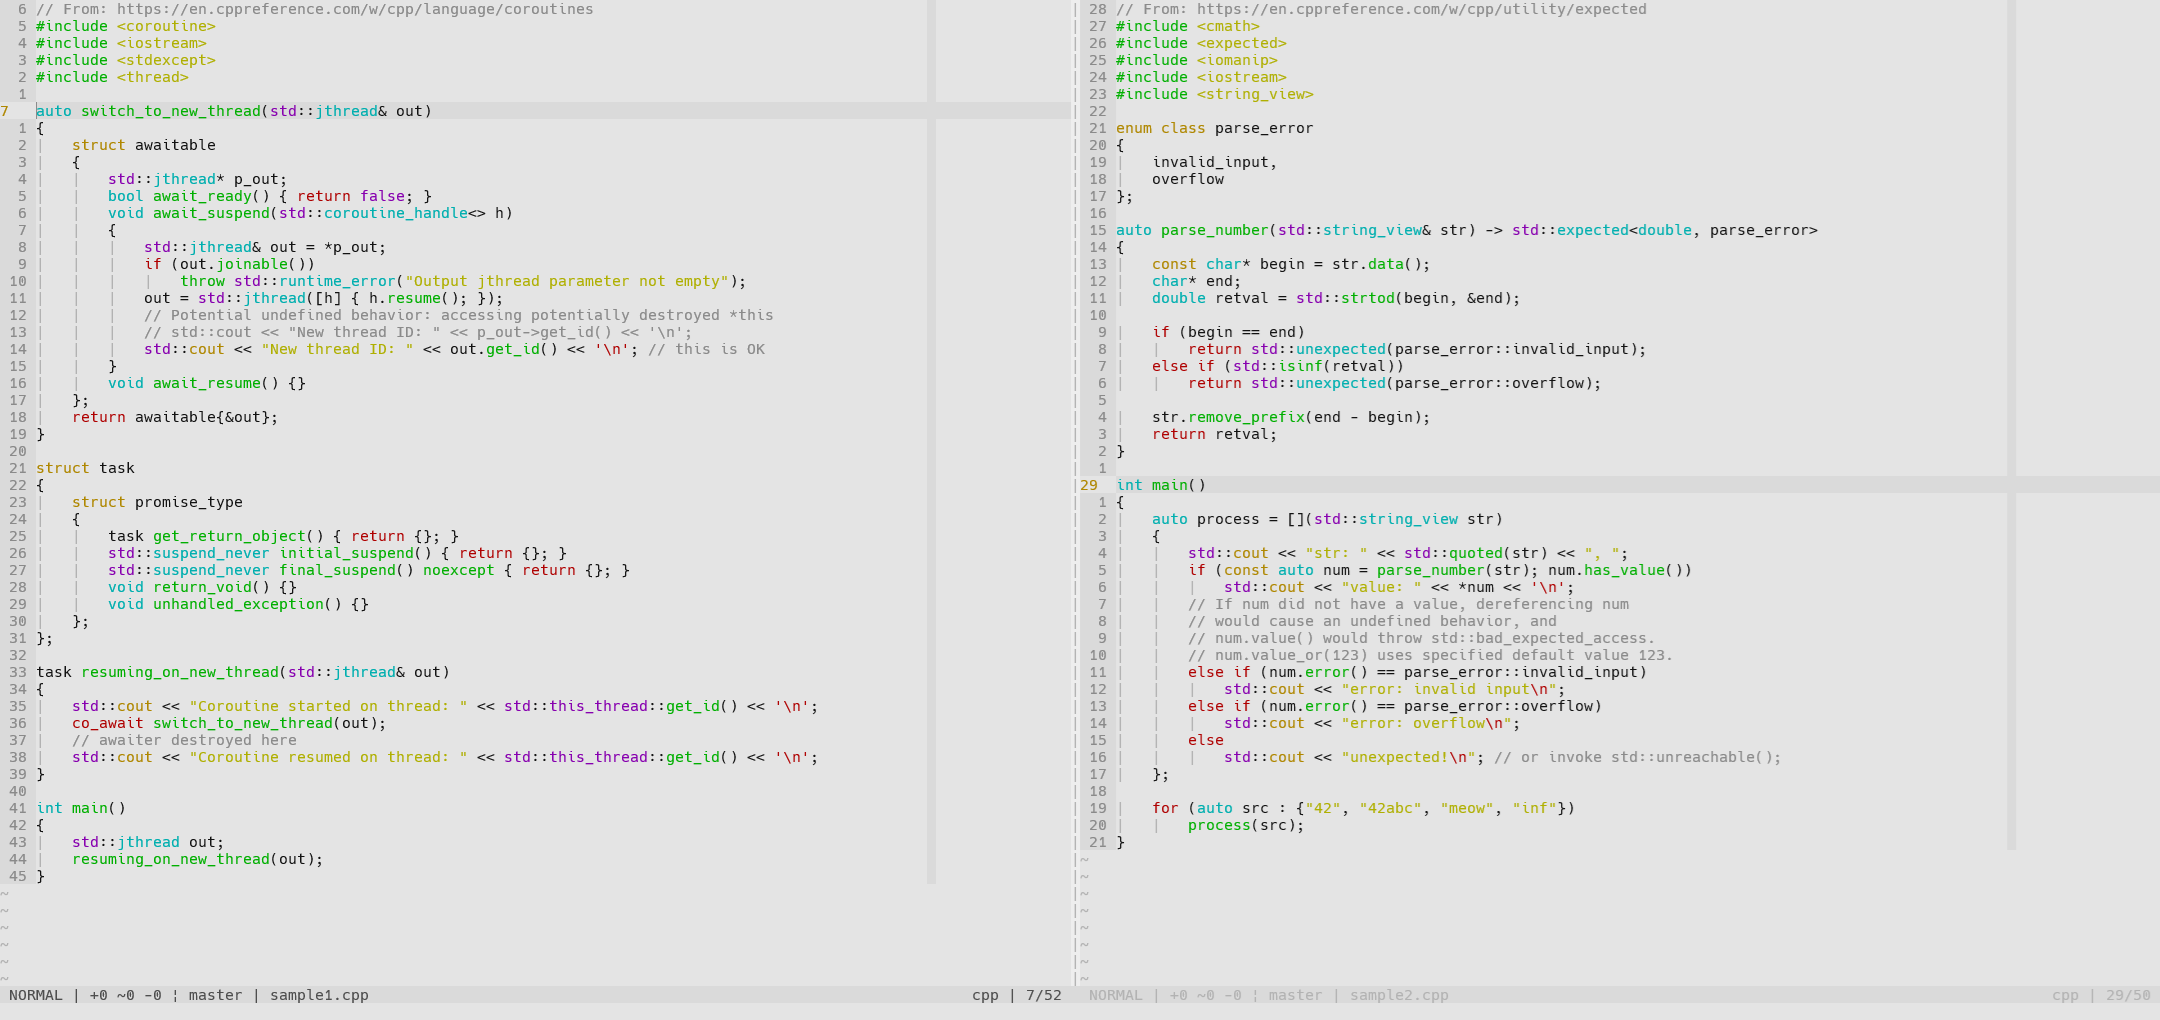 6 // From: https://en.cppreference.com/w/cpp/language/coroutines
5 #include <coroutine>
4 #include <iostream>
3 #include <stdexcept>
2 #include <thread>
1
7 auto switch_to_new_thread(std::jthread& out)
1 {
2 |   struct awaitable
3 |   {
4 |   |   std::jthread* p_out;
5 |   |   bool await_ready() { return false; }
6 |   |   void await_suspend(std::coroutine_handle<> h)
7 |   |   {
8 |   |   |   std::jthread& out = *p_out;
9 |   |   |   if (out.joinable())
10 |   |   |   |   throw std::runtime_error("Output jthread parameter not empty");
11 |   |   |   out = std::jthread([h] { h.resume(); });
12 |   |   |   // Potential undefined behavior: accessing potentially destroyed *this
13 |   |   |   // std::cout << "New thread ID: " << p_out->get_id() << '\n';
14 |   |   |   std::cout << "New thread ID: " << out.get_id() << '\n'; // this is OK
15 |   |   }
16 |   |   void await_resume() {}
17 |   };
18 |   return awaitable{&out};
19 }
20
21 struct task
22 {
23 |   struct promise_type
24 |   {
25 |   |   task get_return_object() { return {}; }
26 |   |   std::suspend_never initial_suspend() { return {}; }
27 |   |   std::suspend_never final_suspend() noexcept { return {}; }
28 |   |   void return_void() {}
29 |   |   void unhandled_exception() {}
30 |   };
31 };
32
33 task resuming_on_new_thread(std::jthread& out)
34 {
35 |   std::cout << "Coroutine started on thread: " << std::this_thread::get_id() << '\n';
36 |   co_await switch_to_new_thread(out);
37 |   // awaiter destroyed here
38 |   std::cout << "Coroutine resumed on thread: " << std::this_thread::get_id() << '\n';
39 }
40
41 int main()
42 {
43 |   std::jthread out;
44 |   resuming_on_new_thread(out);
45 }
~
~
~
~
~
~
NORMAL | +0 ~0 -0 ¦ master | sample1.cpp cpp | 7/52
28 // From: https://en.cppreference.com/w/cpp/utility/expected
27 #include <cmath>
26 #include <expected>
25 #include <iomanip>
24 #include <iostream>
23 #include <string_view>
22
21 enum class parse_error
20 {
19 |   invalid_input,
18 |   overflow
17 };
16
15 auto parse_number(std::string_view& str) -> std::expected<double, parse_error>
14 {
13 |   const char* begin = str.data();
12 |   char* end;
11 |   double retval = std::strtod(begin, &end);
10
9 |   if (begin == end)
8 |   |   return std::unexpected(parse_error::invalid_input);
7 |   else if (std::isinf(retval))
6 |   |   return std::unexpected(parse_error::overflow);
5
4 |   str.remove_prefix(end - begin);
3 |   return retval;
2 }
1
29 int main()
1 {
2 |   auto process = [](std::string_view str)
3 |   {
4 |   |   std::cout << "str: " << std::quoted(str) << ", ";
5 |   |   if (const auto num = parse_number(str); num.has_value())
6 |   |   |   std::cout << "value: " << *num << '\n';
7 |   |   // If num did not have a value, dereferencing num
8 |   |   // would cause an undefined behavior, and
9 |   |   // num.value() would throw std::bad_expected_access.
10 |   |   // num.value_or(123) uses specified default value 123.
11 |   |   else if (num.error() == parse_error::invalid_input)
12 |   |   |   std::cout << "error: invalid input\n";
13 |   |   else if (num.error() == parse_error::overflow)
14 |   |   |   std::cout << "error: overflow\n";
15 |   |   else
16 |   |   |   std::cout << "unexpected!\n"; // or invoke std::unreachable();
17 |   };
18
19 |   for (auto src : {"42", "42abc", "meow", "inf"})
20 |   |   process(src);
21 }
~
~
~
~
~
~
~
~
NORMAL | +0 ~0 -0 ¦ master | sample2.cpp cpp | 29/50